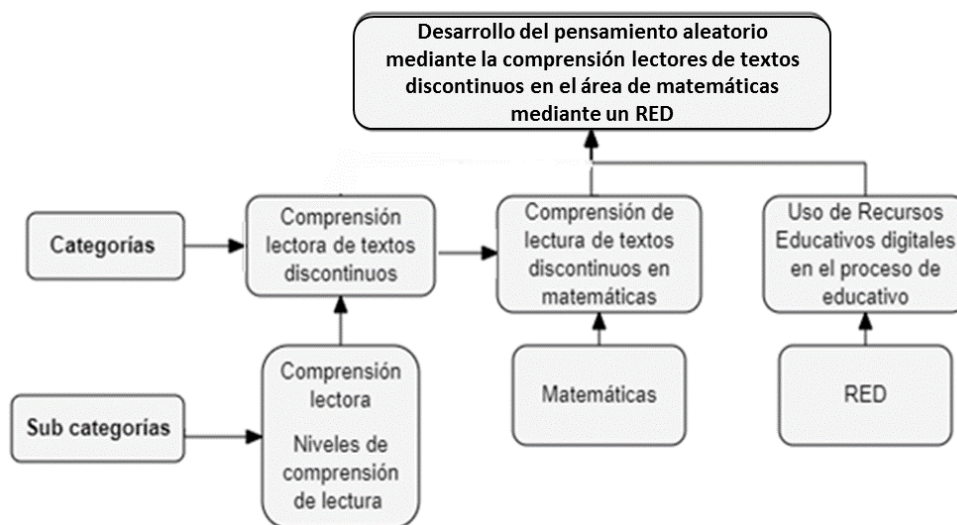 Desarrollo del pensamiento aleatorio
mediante la comprensión lectores de textos
discontinuos en el área de matemáticas
mediante un RED
Categorías
Comprensión
lectora de textos
discontinuos
Comprensión de
lectura de textos
discontinuos en
matemáticas
Uso de Recursos
Educativos digitales
en el proceso de
educativo
Sub categorías
Comprensión
lectora
Niveles de
comprensión
de lectura
Matemáticas
RED